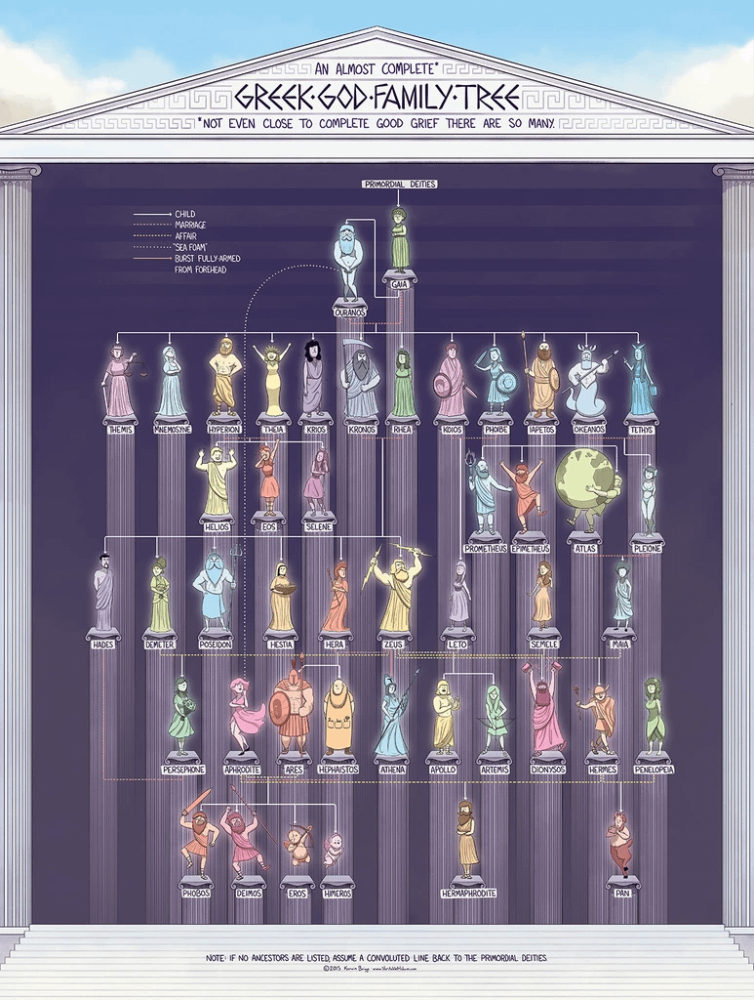 AN ALMOST COMPLETE*
GREEK·GOD·FAMILY·TREE
*NOT EVEN CLOSE TO COMPLETE GOOD GRIEF THERE ARE SO MANY.
PRIMORDIAL DEITIES
CHILD
MARRIAGE
AFFAIR
"SEA FOAM"
BURST FULLY-ARMED
FROM FOREHEAD
GAIA
OURANOS
THEMIS MNEMOSYNE HYPERION THEIA KRIOS KRONOS RHEA KOIOS PHOIBE IAPETOS OKEANOS TETHYS
HELIOS EOS SELENE
PROMETHEUS EPIMETHEUS ATLAS PLEIONE
HADES DEMETER POSEIDON HESTIA HERA ZEUS LETO SEMELE MAIA
PERSEPHONE APHRODITE ARES HEPHAISTOS ATHENA APOLLO ARTEMIS DIONYSOS HERMES PENELOPEIA
PHOBOS DEIMOS EROS HIMEROS HERMAPHRODITE PAN
NOTE: IF NO ANCESTORS ARE LISTED, ASSUME A CONVOLUTED LINE BACK TO THE PRIMORDIAL DEITIES.
©2015 Korwin Briggs